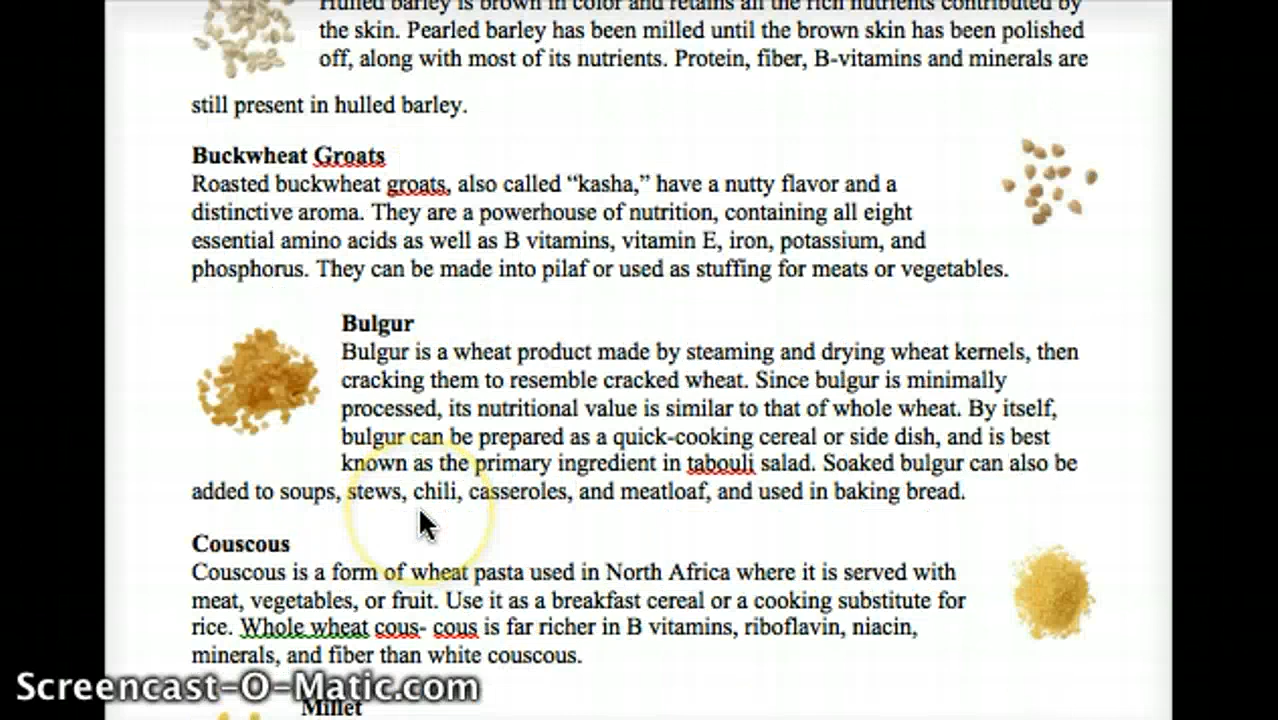 Hulled barley is brown in color and retains all the rich nutrients contributed by
the skin. Pearled barley has been milled until the brown skin has been polished
off, along with most of its nutrients. Protein, fiber, B-vitamins and minerals are
still present in hulled barley.
Buckwheat Groats
Roasted buckwheat groats, also called “kasha,” have a nutty flavor and a
distinctive aroma. They are a powerhouse of nutrition, containing all eight
essential amino acids as well as B vitamins, vitamin E, iron, potassium, and
phosphorus. They can be made into pilaf or used as stuffing for meats or vegetables.
Bulgur
Bulgur is a wheat product made by steaming and drying wheat kernels, then
cracking them to resemble cracked wheat. Since bulgur is minimally
processed, its nutritional value is similar to that of whole wheat. By itself,
bulgur can be prepared as a quick-cooking cereal or side dish, and is best
known as the primary ingredient in tabouli salad. Soaked bulgur can also be
added to soups, stews, chili, casseroles, and meatloaf, and used in baking bread.
Couscous
Couscous is a form of wheat pasta used in North Africa where it is served with
meat, vegetables, or fruit. Use it as a breakfast cereal or a cooking substitute for
rice. Whole wheat cous- cous is far richer in B vitamins, riboflavin, niacin,
minerals, and fiber than white couscous.
Screencast-O-Matic.com
Millet